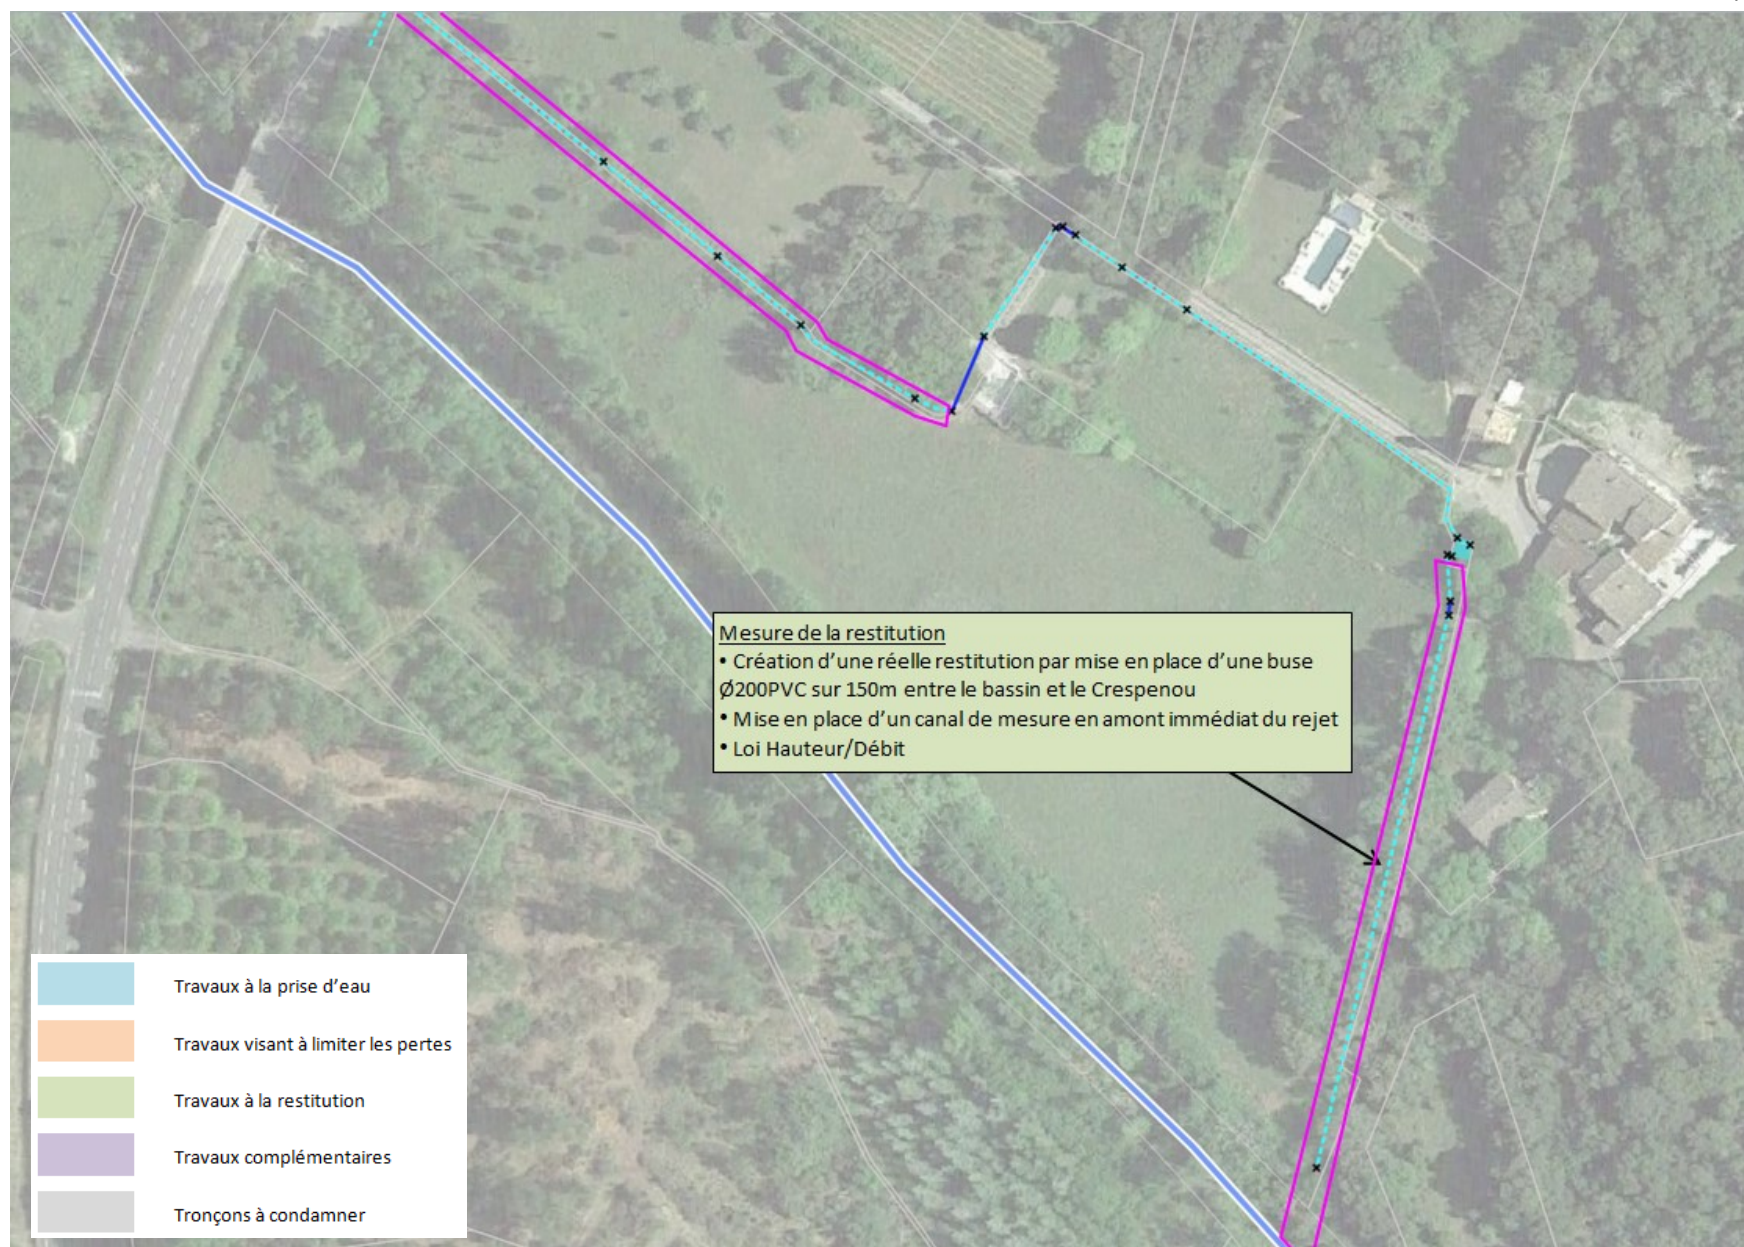 Mesure de la restitution
• Création d’une réelle restitution par mise en place d’une buse
Ø200PVC sur 150m entre le bassin et le Crespenou
• Mise en place d’un canal de mesure en amont immédiat du rejet
• Loi Hauteur/Débit
Travaux à la prise d’eau
Travaux visant à limiter les pertes
Travaux à la restitution
Travaux complémentaires
Tronçons à condamner